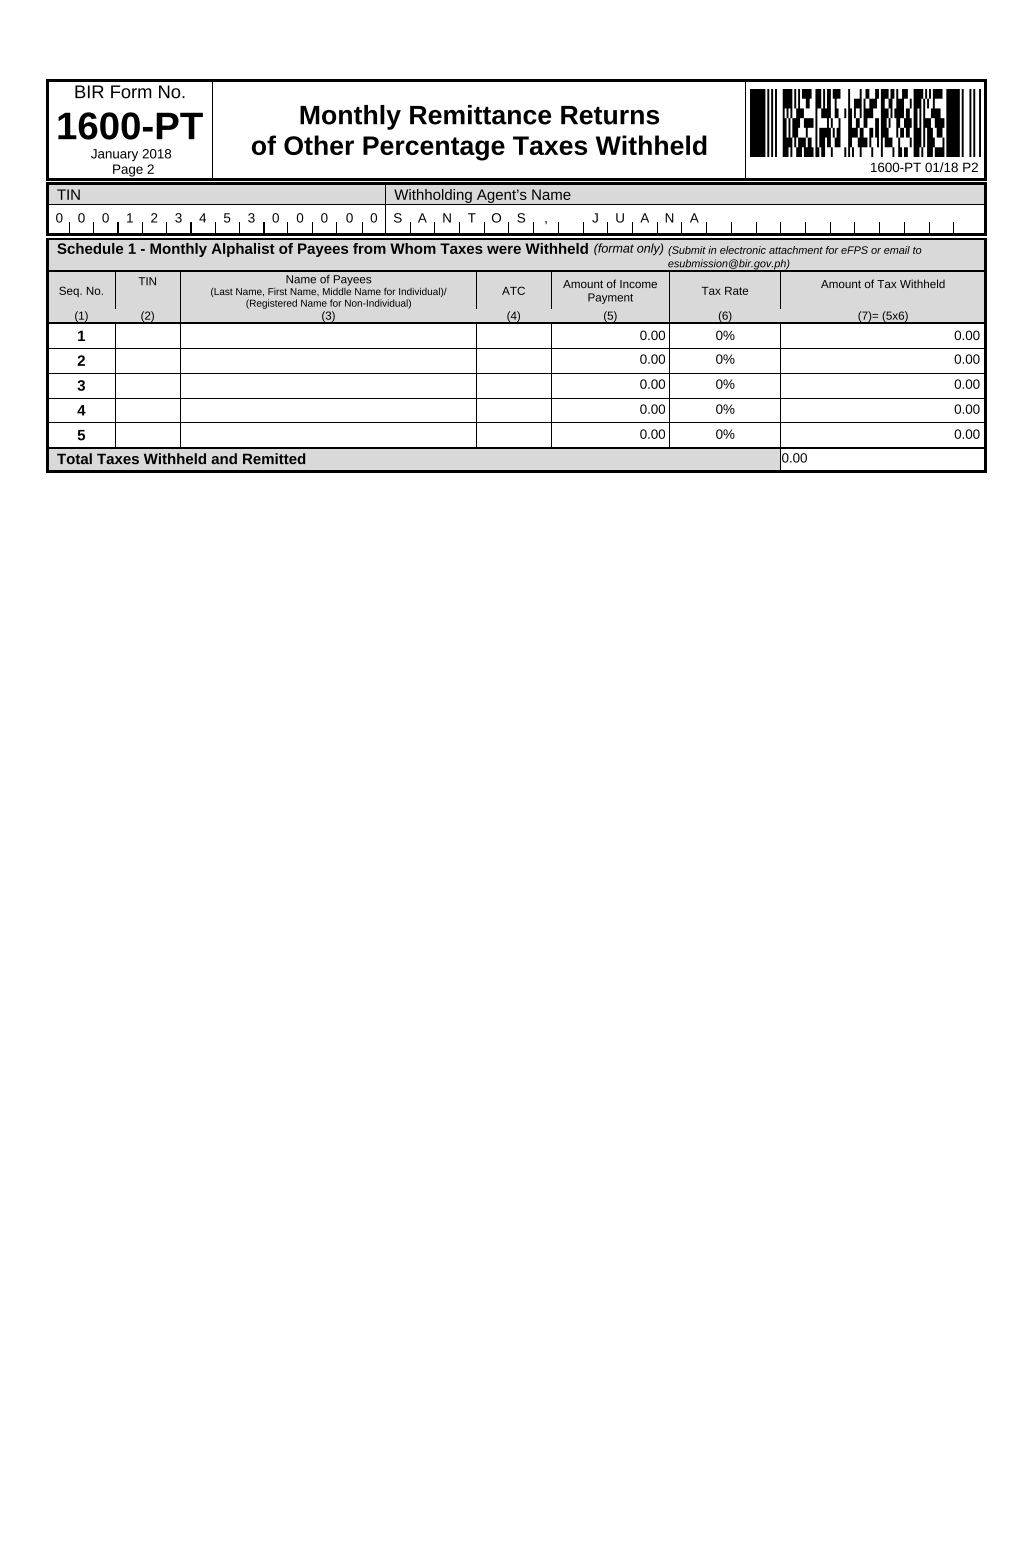 BIR Form No.
1600-PT
January 2018
Page 2
Monthly Remittance Returns
of Other Percentage Taxes Withheld
1600-PT 01/18 P2
TIN Withholding Agent’s Name
0 0 0 1 2 3 4 5 3 0 0 0 0 0 S A N T O S , J U A N A
Schedule 1 - Monthly Alphalist of Payees from Whom Taxes were Withheld (format only) (Submit in electronic attachment for eFPS or email to
esubmission@bir.gov.ph)
Seq. No.
(1)
TIN
(2)
Name of Payees
(Last Name, First Name, Middle Name for Individual)/
(Registered Name for Non-Individual)
(3)
ATC
(4)
Amount of Income
Payment
(5)
Tax Rate
(6)
Amount of Tax Withheld
(7)= (5x6)
1 0.00 0% 0.00
2 0.00 0% 0.00
3 0.00 0% 0.00
4 0.00 0% 0.00
5 0.00 0% 0.00
Total Taxes Withheld and Remitted 0.00